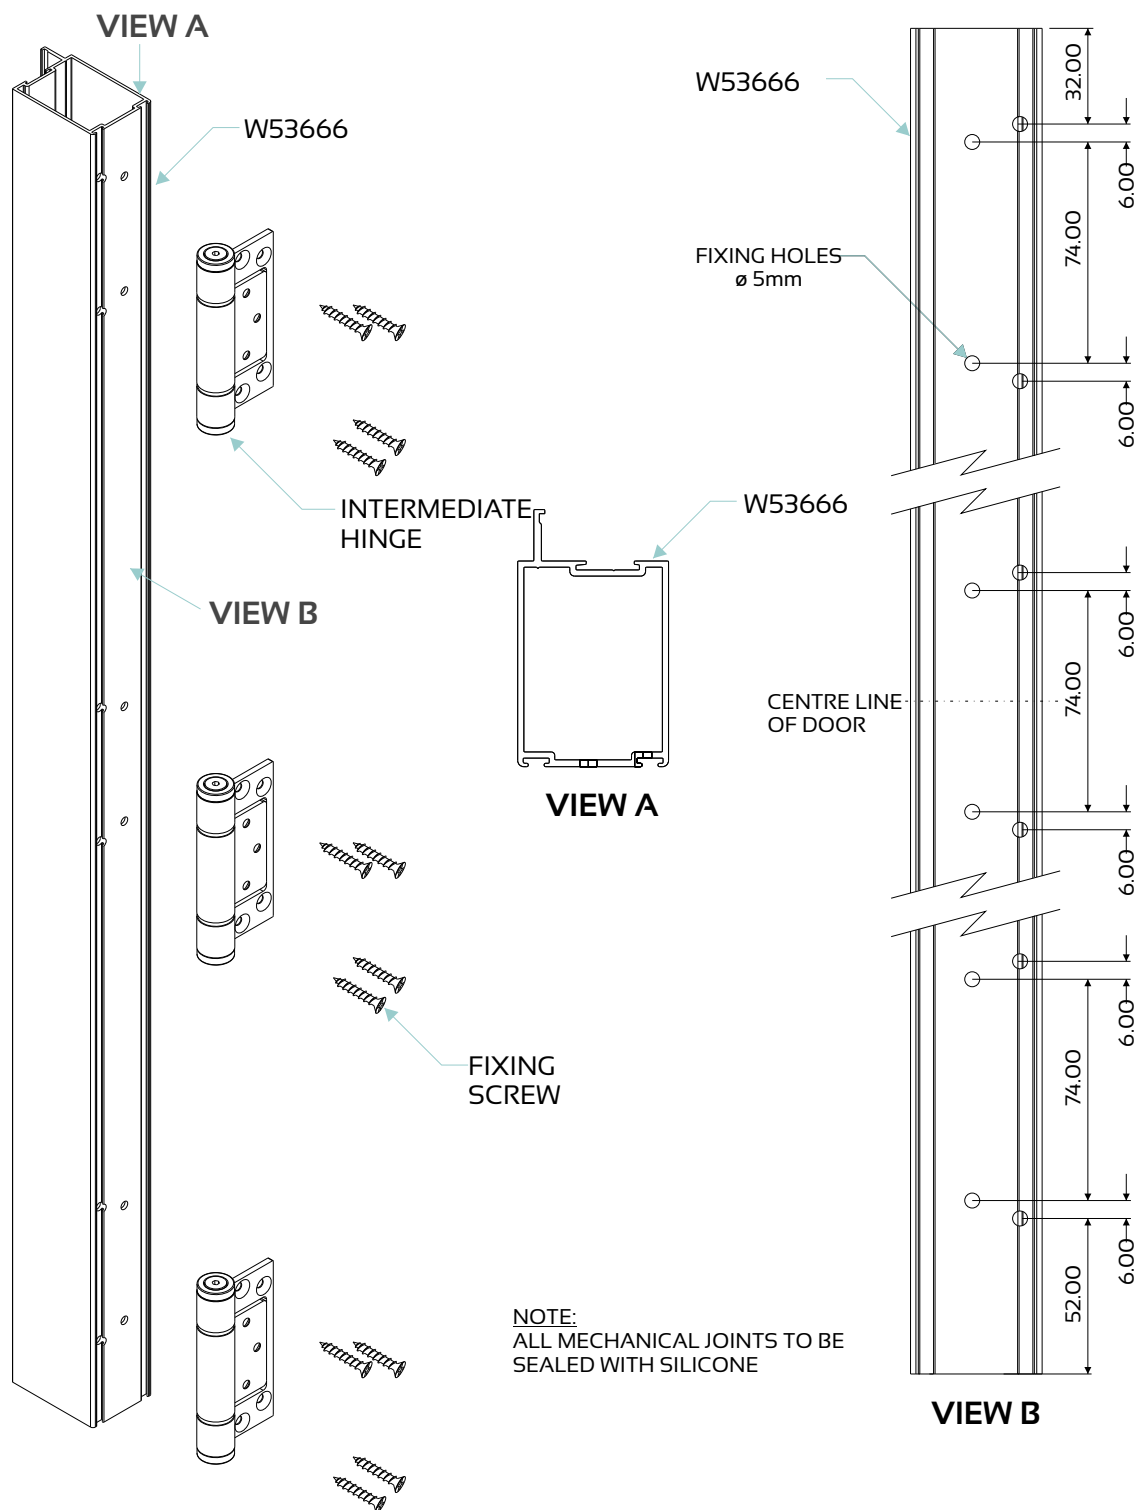 VIEW A
W53666
INTERMEDIATE
HINGE
VIEW B
FIXING
SCREW
W53666
VIEW A
NOTE:
ALL MECHANICAL JOINTS TO BE
SEALED WITH SILICONE
W53666
FIXING HOLES
ø 5mm
CENTRE LINE
OF DOOR
32.00
6.00
74.00
6.00
6.00
74.00
6.00
6.00
74.00
6.00
52.00
VIEW B